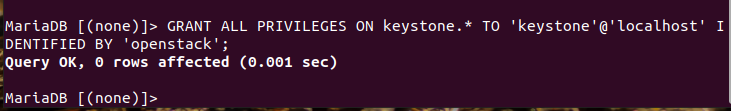 MariaDB [(none)]> GRANT ALL PRIVILEGES ON keystone.* TO 'keystone'@'localhost' I
DENTIFIED BY 'openstack';
Query OK, 0 rows affected (0.001 sec)
MariaDB [(none)]>